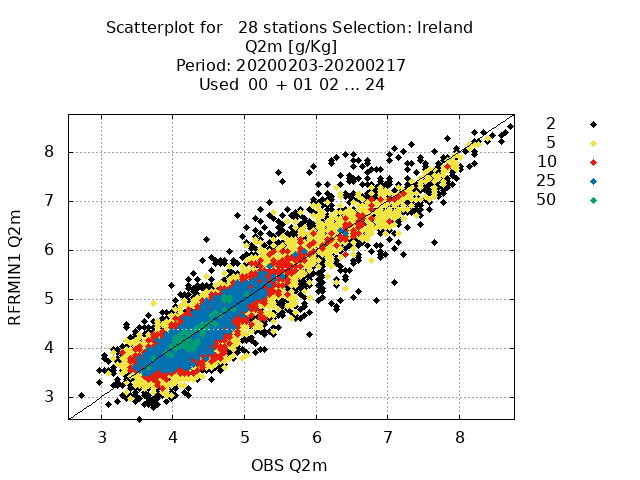 Scatterplot for 28 stations Selection: Ireland
Q2m [g/Kg]
Period: 20200203-20200217
Used 00 + 01 02 ... 24
2
5
10
25
50
8
7
6
5
4
3
RFRMIN1 Q2m
3 4 5 6 7 8
OBS Q2m